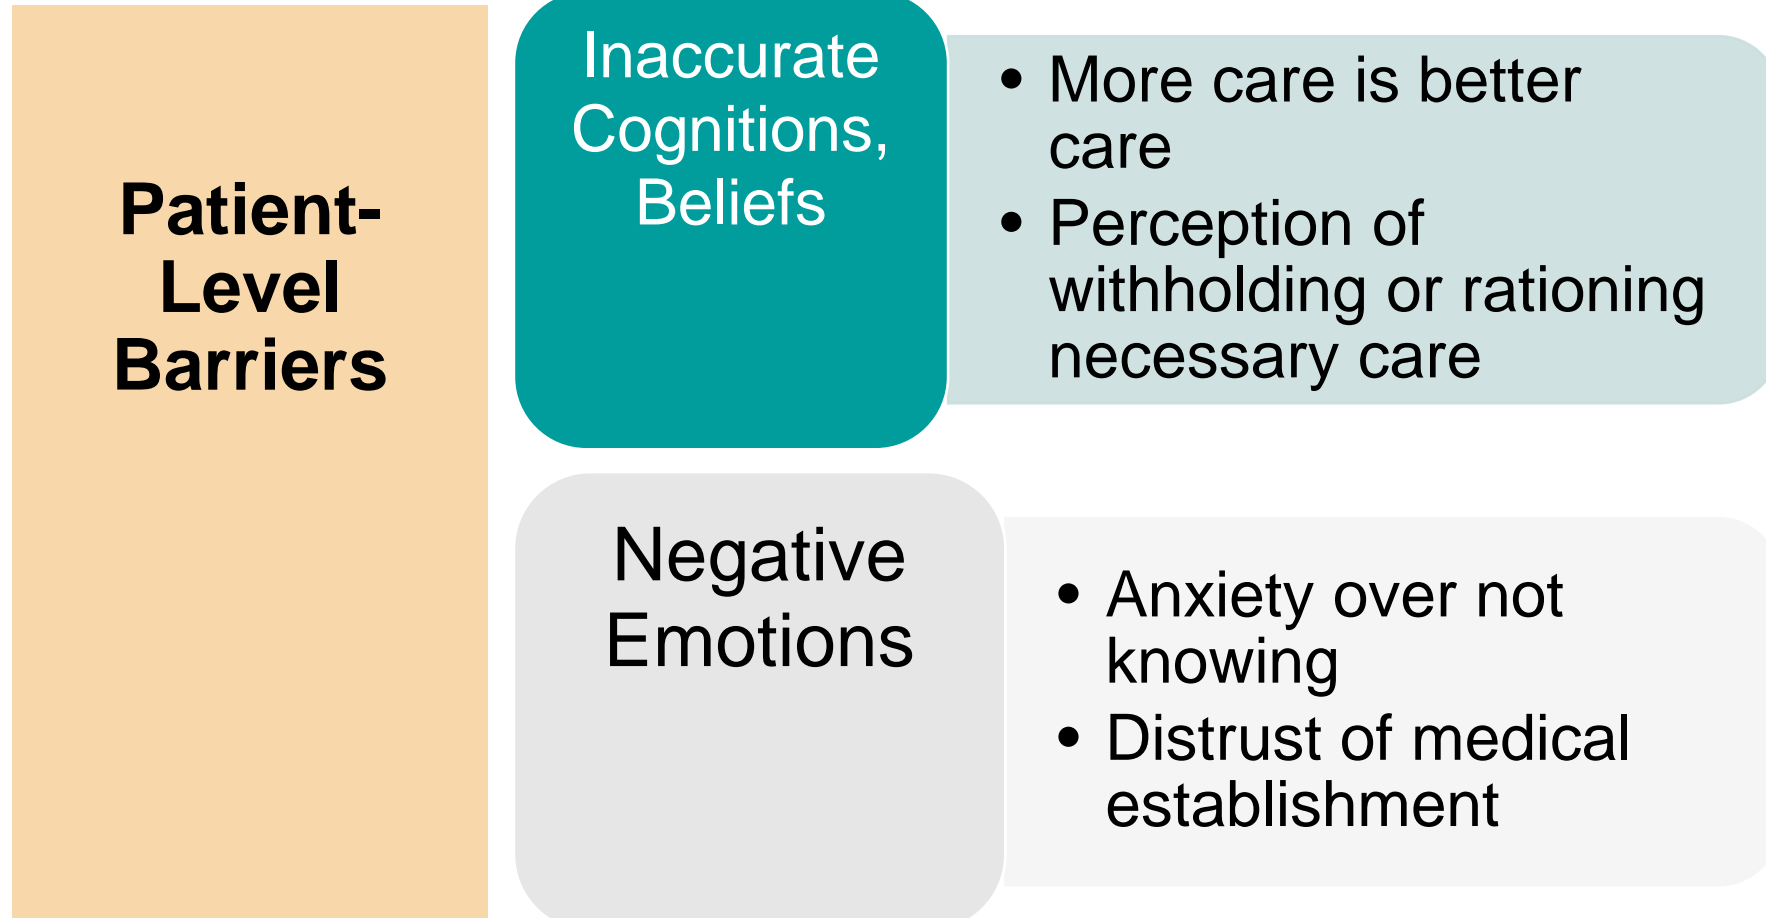 Patient-
Level
Barriers
Inaccurate
Cognitions,
Beliefs
• More care is better
care
• Perception of
withholding or rationing
necessary care
Negative
Emotions
• Anxiety over not
knowing
• Distrust of medical
establishment